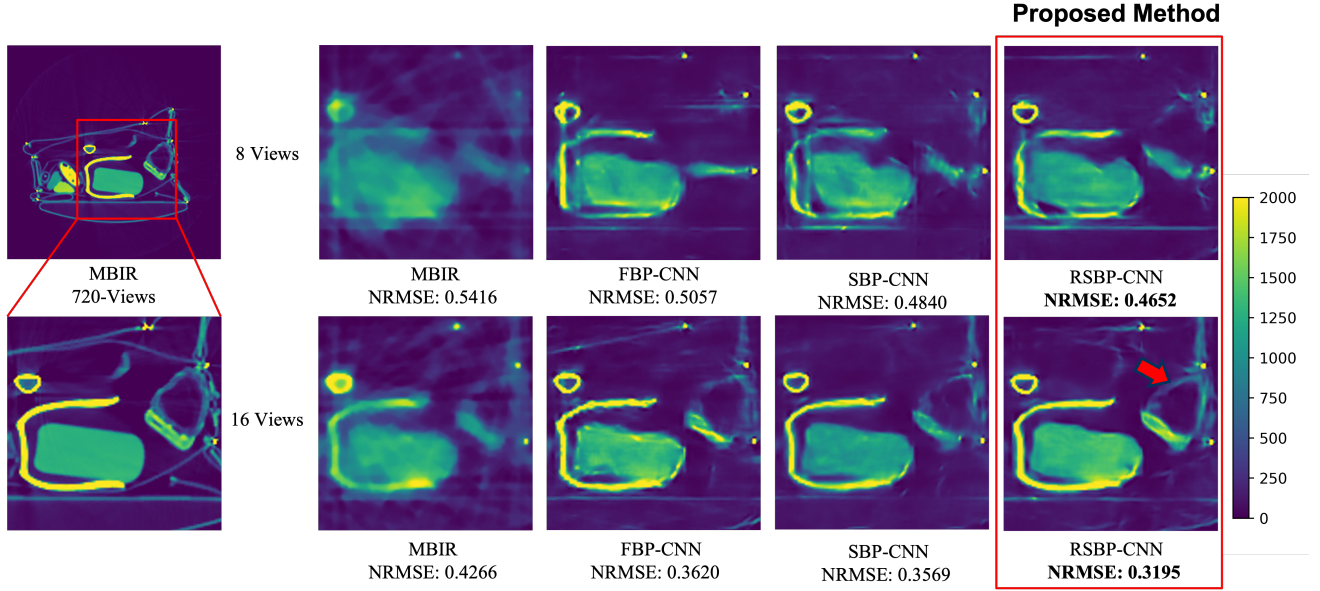 Proposed Method
8 Views
MBIR
720-Views
MBIR
NRMSE: 0.5416
FBP-CNN
NRMSE: 0.5057
SBP-CNN
NRMSE: 0.4840
RSBP-CNN
NRMSE: 0.4652
16 Views
MBIR
NRMSE: 0.4266
FBP-CNN
NRMSE: 0.3620
SBP-CNN
NRMSE: 0.3569
RSBP-CNN
NRMSE: 0.3195
2000
1750
1500
1250
1000
750
500
250
0